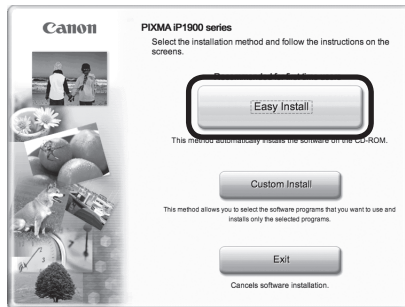 Canon
PIXMA iP1900 series
Select the installation method and follow the instructions on the
screens.
Easy Install
This method automatically installs the software on the CD-ROM.
Custom Install
This method allows you to select the software programs that you want to use and
installs only the selected programs.
Exit
Cancels software installation.